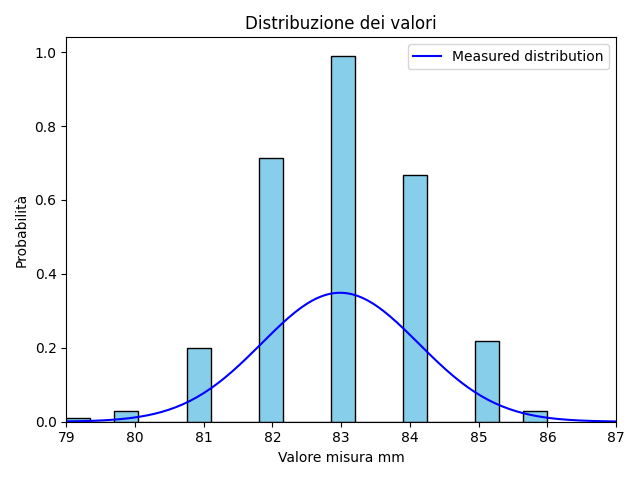 Distribuzione dei valori
Measured distribution
Probabilità
1.0
0.8
0.6
0.4
0.2
0.0
79 80 81 82 83 84 85 86 87
Valore misura mm